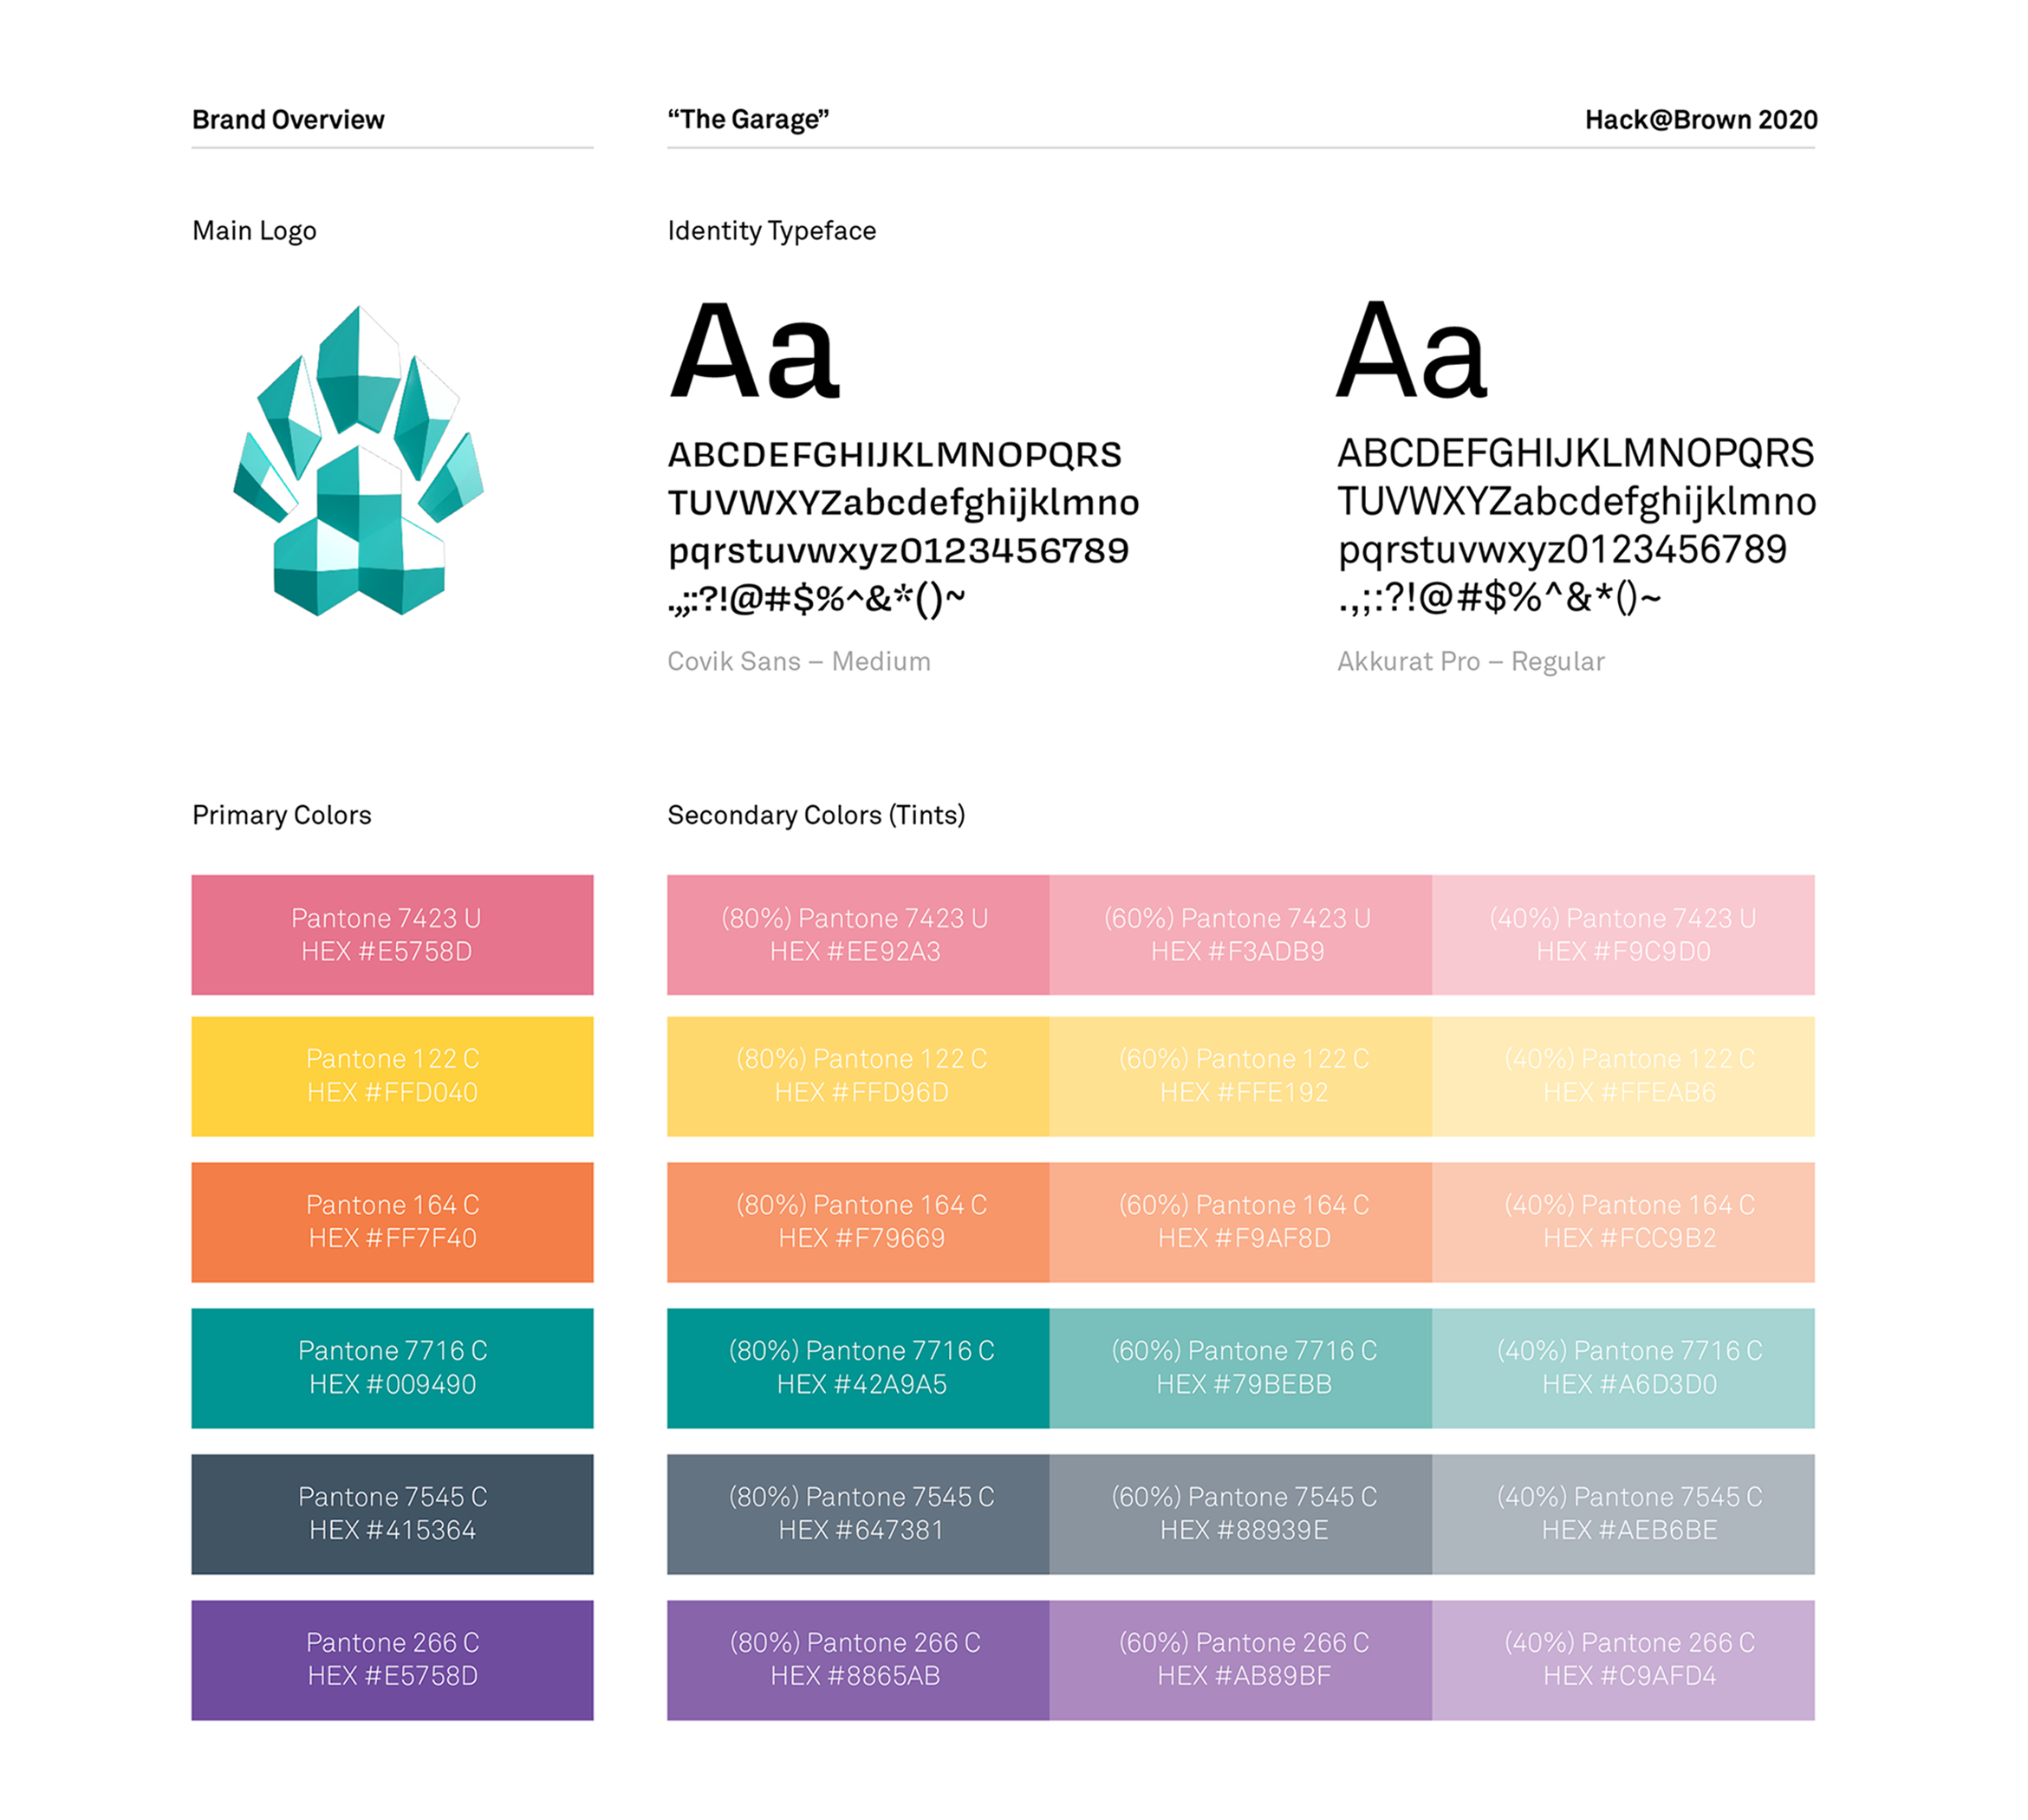 Brand Overview
“The Garage”
Hack@Brown 2020
Main Logo
Identity Typeface
Aa
ABCDEFGHIJKLMNOPQRS
TUVWXYZabcdefghijklmno
pqrstuvwxyz0123456789
.,;:?!@#$%^&*()~
Covik Sans – Medium
Aa
ABCDEFGHIJKLMNOPQRS
TUVWXYZabcdefghijklmno
pqrstuvwxyz0123456789
.,;:?!@#$%^&*()~
Akkurat Pro – Regular
Primary Colors
Secondary Colors (Tints)
Pantone 7423 U
HEX #E5758D
(80%) Pantone 7423 U
HEX #EE92A3
(60%) Pantone 7423 U
HEX #F3ADB9
(40%) Pantone 7423 U
HEX #F9C9D0
Pantone 122 C
HEX #FFD040
(80%) Pantone 122 C
HEX #FFD96D
(60%) Pantone 122 C
HEX #FFE192
(40%) Pantone 122 C
HEX #FFEAB6
Pantone 164 C
HEX #FF7F40
(80%) Pantone 164 C
HEX #F79669
(60%) Pantone 164 C
HEX #F9AF8D
(40%) Pantone 164 C
HEX #FCC9B2
Pantone 7716 C
HEX #009490
(80%) Pantone 7716 C
HEX #42A9A5
(60%) Pantone 7716 C
HEX #79BEBB
(40%) Pantone 7716 C
HEX #A6D3D0
Pantone 7545 C
HEX #415364
(80%) Pantone 7545 C
HEX #647381
(60%) Pantone 7545 C
HEX #88939E
(40%) Pantone 7545 C
HEX #AEB6BE
Pantone 266 C
HEX #E5758D
(80%) Pantone 266 C
HEX #8865AB
(60%) Pantone 266 C
HEX #AB89BF
(40%) Pantone 266 C
HEX #C9AFD4